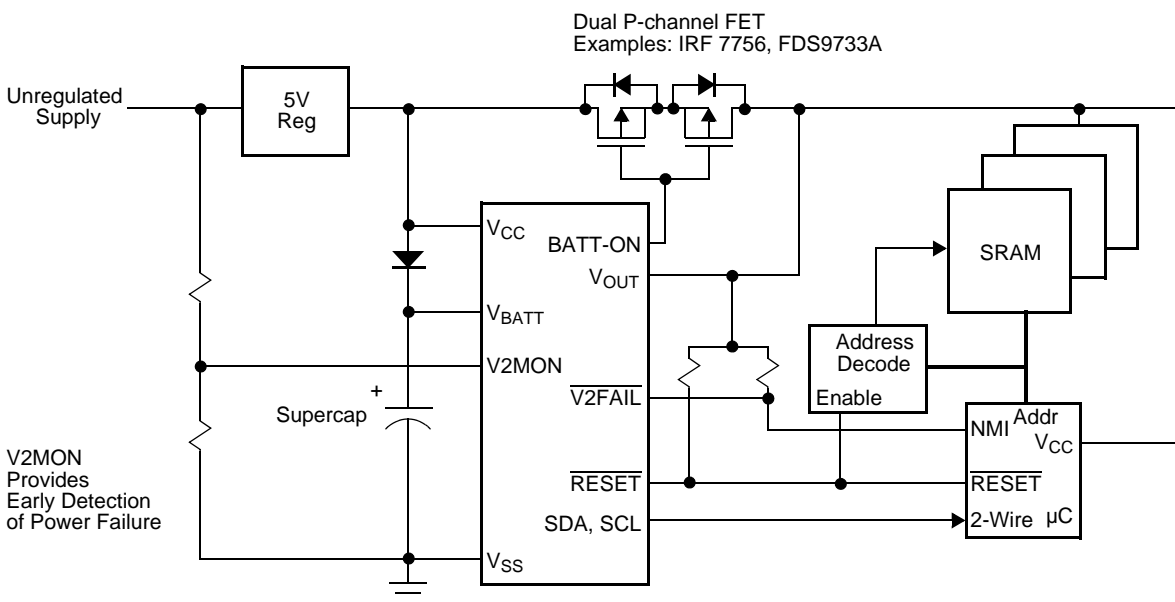 Dual P-channel FET
Examples: IRF 7756, FDS9733A
Unregulated
Supply
5V
Reg
VCC
BATT-ON
VOUT
VBATT
V2MON
V2FAIL
RESET
SDA, SCL
VSS
+
Supercap
V2MON
Provides
Early Detection
of Power Failure
SRAM
Address
Decode
Enable
Addr
NMI
VCC
RESET
2-Wire µC